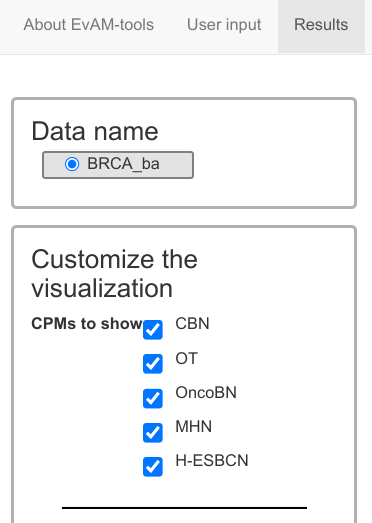 About EvAM-tools User input Results
Data name
BRCA_ba
Customize the
visualization
CPMs to show
CBN
OT
OncoBN
MHN
H-ESBCN